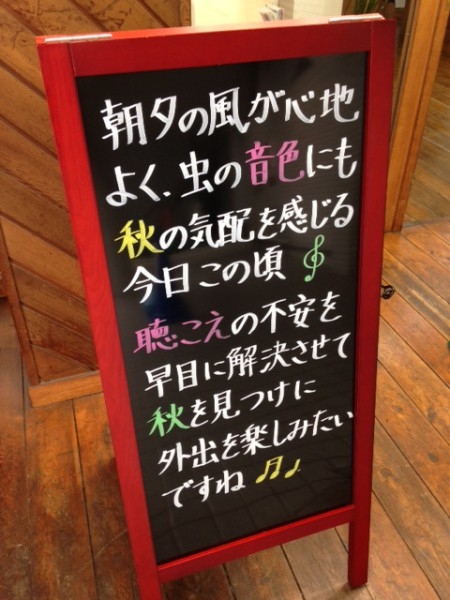 朝夕の風が心地
よく、虫の音色にも
秋の気配を感じる
今日この頃
聴こえの不安を
早目に解決させて
秋を見つけに
外出を楽しみたい
ですね♬♩